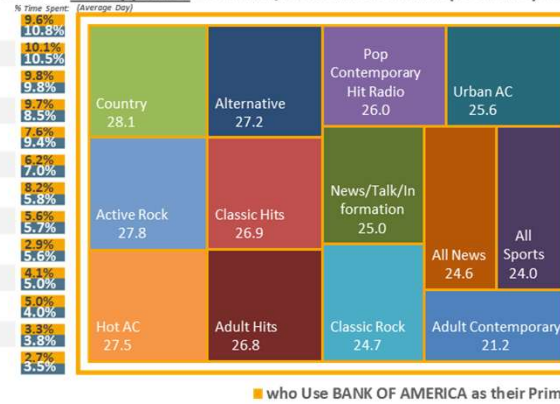 % Time Spent: (Average Day)
9.6%
10.8%
10.1%
10.5%
9.8%
9.8%
9.7%
8.5%
7.6%
9.4%
6.2%
7.0%
8.2%
5.8%
5.6%
5.7%
2.9%
5.6%
4.1%
5.0%
5.0%
4.0%
3.3%
3.8%
2.7%
3.5%
Country
28.1
Alternative
27.2
Pop
Contemporary
Hit Radio
26.0
Urban AC
25.6
Active Rock
27.8
Classic Hits
26.9
News/Talk/In
formation
25.0
All News
24.6
All
Sports
24.0
Hot AC
27.5
Adult Hits
26.8
Classic Rock
24.7
Adult Contemporary
21.2
who Use BANK OF AMERICA as their Prim